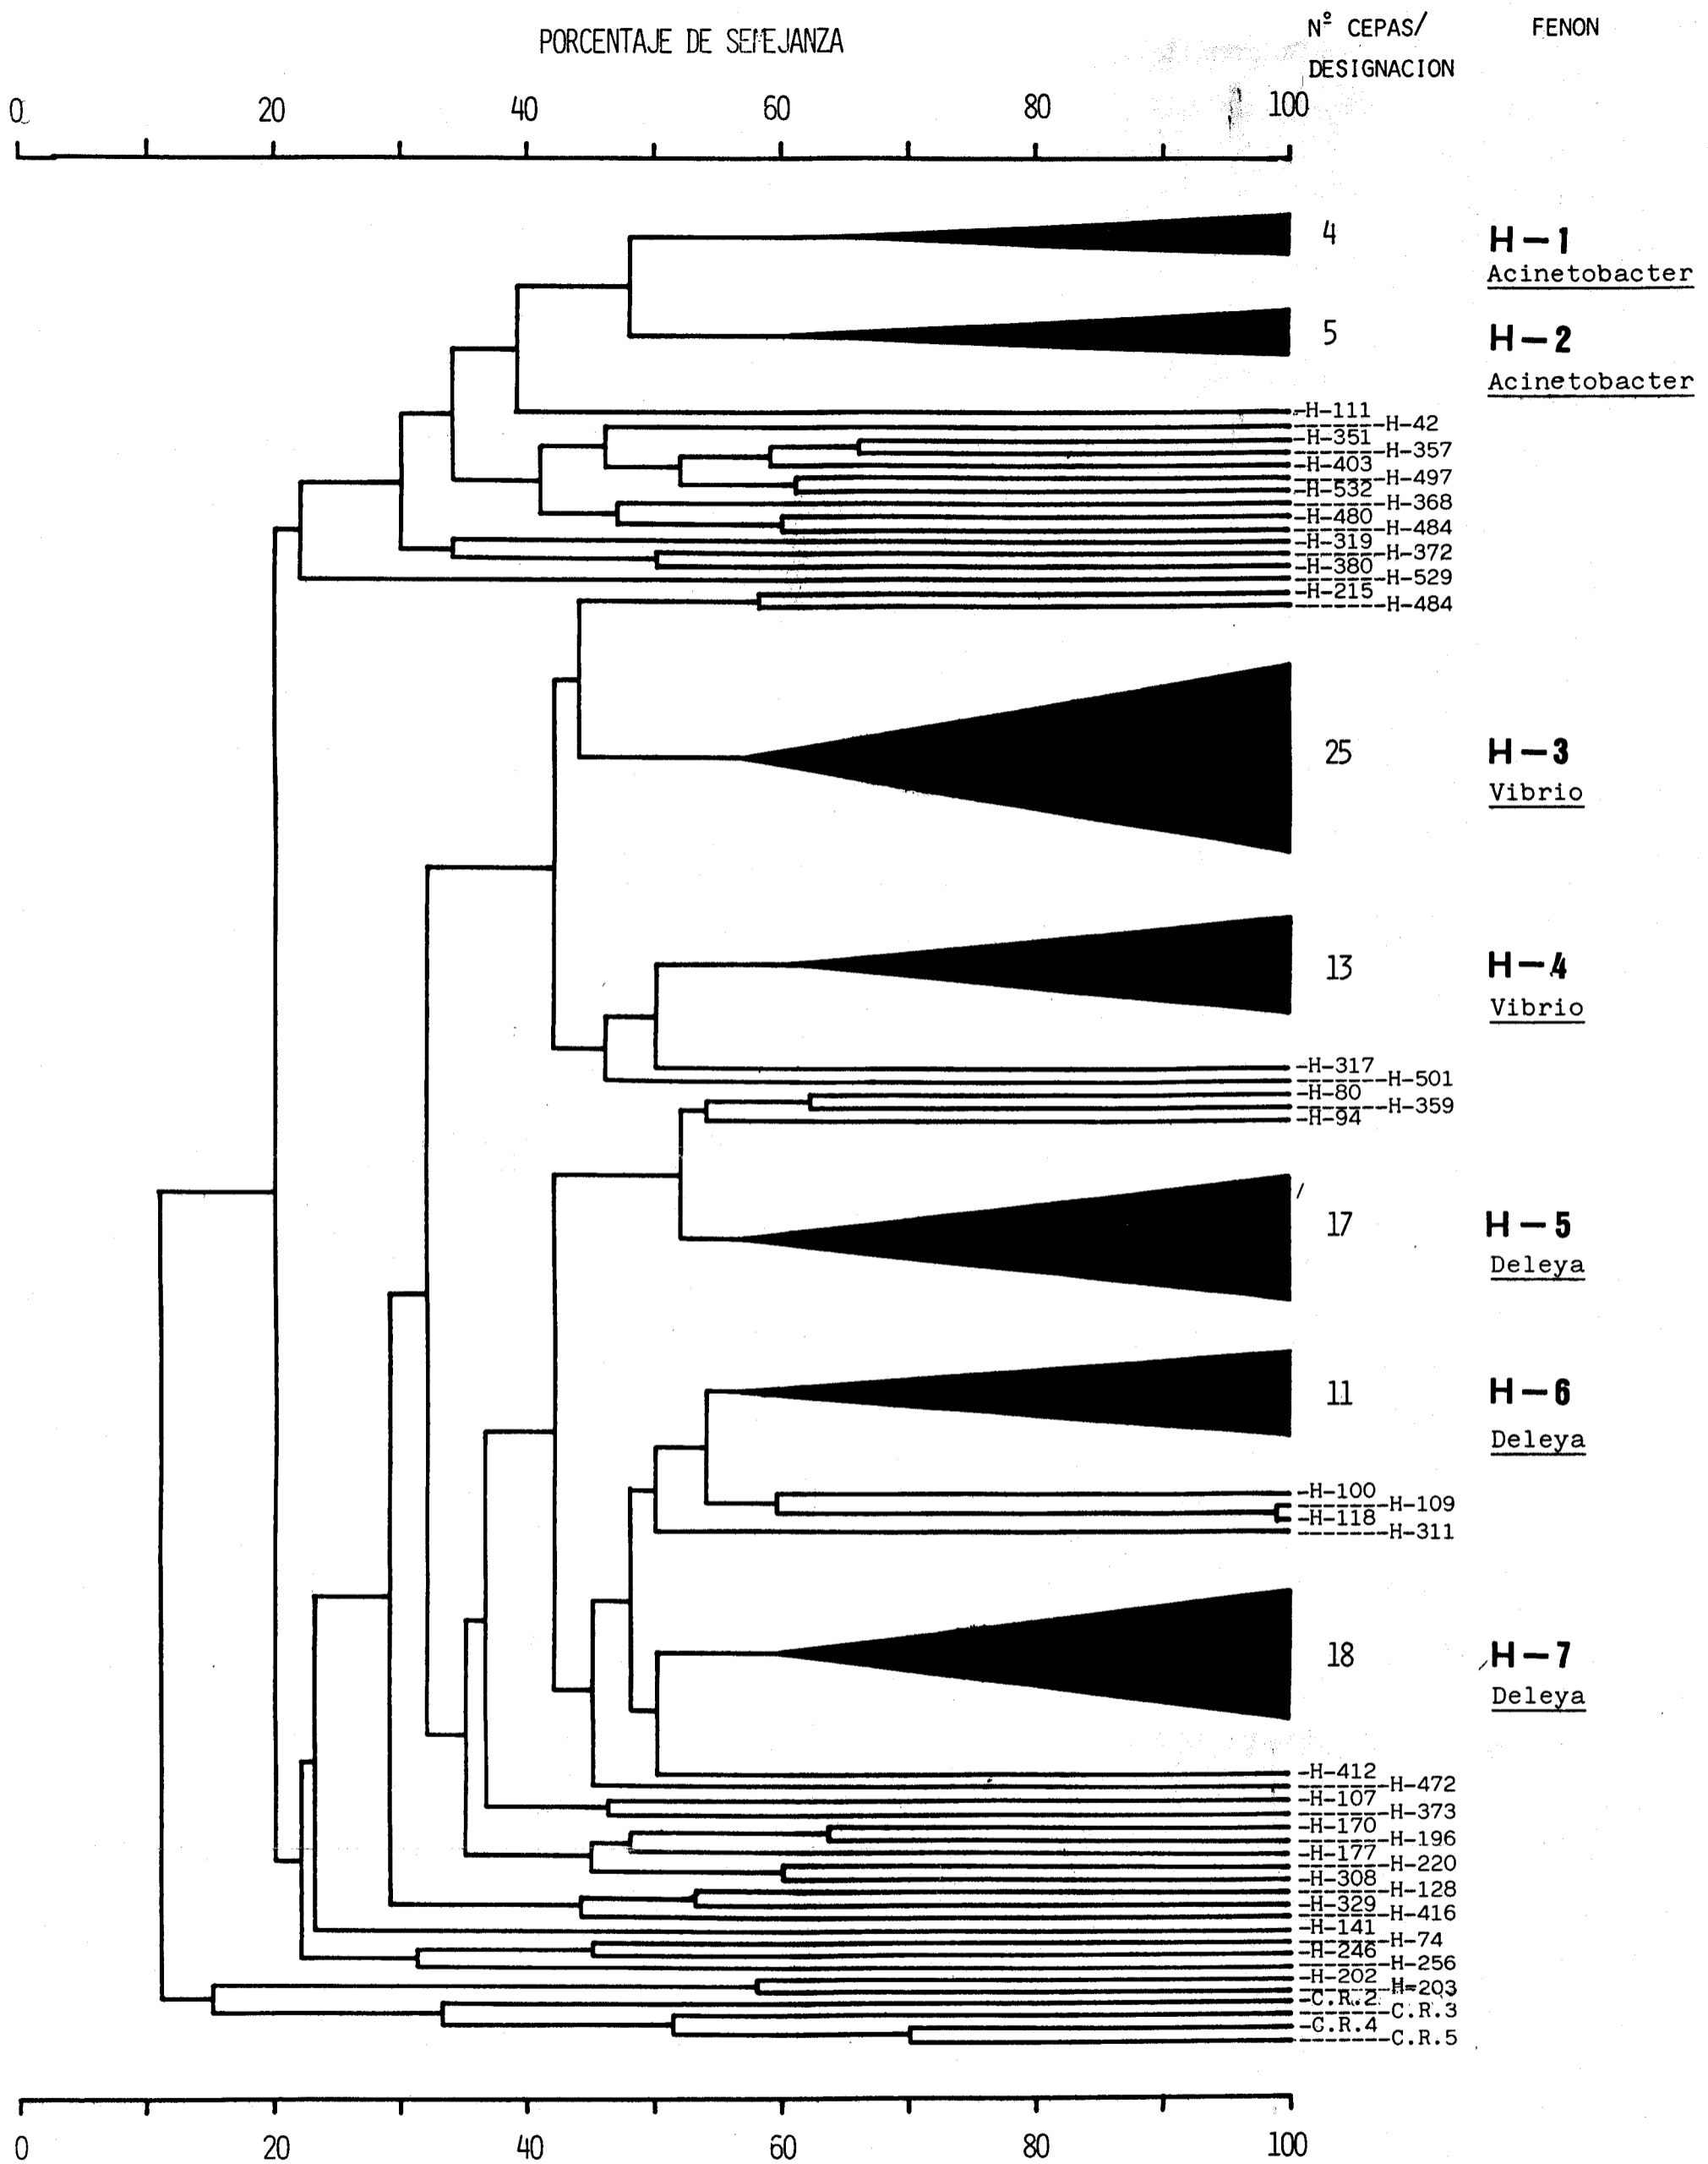 PORCENTAJE DE SEMEJANZA
Nº CEPAS/
DESIGNACION
FENON
0 20 40 60 80 100
4 H-1
Acinetobacter
5 H-2
Acinetobacter
H-111
H-42
H-351
H-357
H-403
H-497
H-532
H-368
H-480
H-484
H-319
H-372
H-380
H-529
H-215
H-484
25 H-3
Vibrio
13 H-4
Vibrio
H-317
H-501
H-80
H-359
H-94
17 H-5
Deleya
11 H-6
Deleya
H-100
H-109
H-118
H-311
18 H-7
Deleya
H-412
H-472
H-107
H-373
H-170
H-196
H-177
H-220
H-308
H-128
H-329
H-416
H-141
H-74
H-246
H-256
H-202
H-203
C.R.2
C.R.3
C.R.4
C.R.5
0 20 40 60 80 100